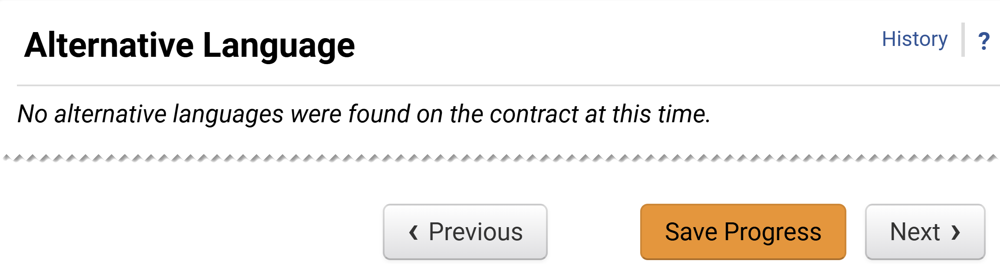 Alternative Language
History
?
No alternative languages were found on the contract at this time.
‹ Previous
Save Progress
Next ›